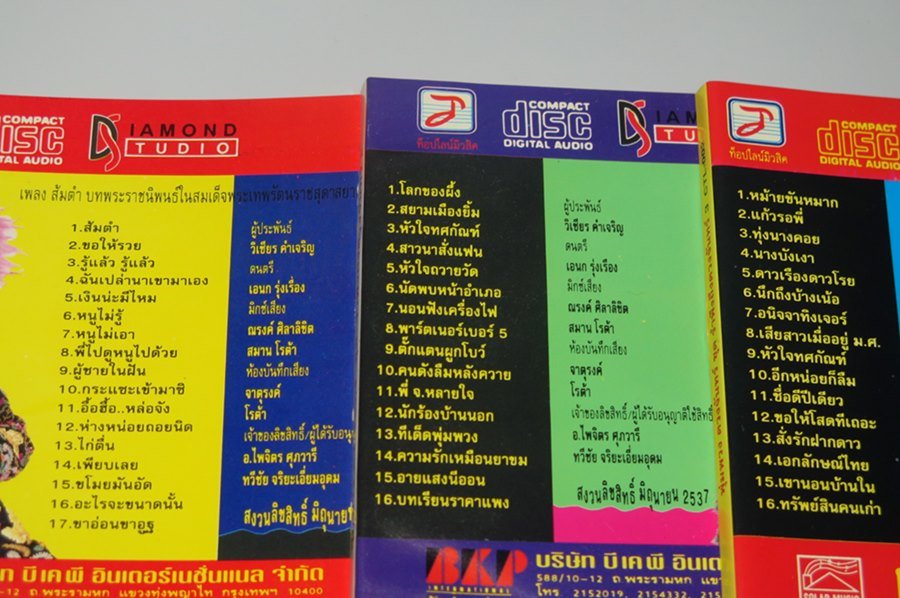 COMPACT
disc
DIGITAL AUDIO
DIAMOND
STUDIO
เพลง ส้มตำ บทพระราชนิพนธ์ในสมเด็จพระเทพรัตนราชสุดาสยาม
1.ส้มตำ
2.ขอให้รวย
3.รู้แล้ว รู้แล้ว
4.ฉันเปล่านาเขามาเอง
5.เงินน่ะมีไหม
6.หนูไม่รู้
7.หนูไม่เอา
8.พี่ไปดูหนูไปด้วย
9.ผู้ชายในฝัน
10.กระแซะเข้ามาซิ
11.อื้อฮื้อ..หล่อจัง
12.ห่างหน่อยถอยนิด
13.ไก่ตื่น
14.เพียบเลย
15.ขโมยมันอัด
16.อะไรจะขนาดนั้น
17.ขาอ่อนขาอูฐ
ผู้ประพันธ์
วิเชียร คำเจริญ
ดนตรี
เอนก รุ่งเรือง
มิกซ์เสียง
ณรงค์ ศิลาลิขิต
สมาน โรต้า
ห้องบันทึกเสียง
จาตุรงค์
โรต้า
เจ้าของลิขสิทธิ์/ผู้ได้รับอนุญา
อ.ไพจิตร ศุภวารี
ทวีชัย จริยะเอี่ยมอุดม
สงวนลิขสิทธิ์ มิถุนายน
บีเคพี อินเตอร์เนชั่นแนล จำกัด
-12 ถ.พระรามหก แขวงทุ่งพญาไท กรุงเทพฯ 10400
ท็อปไลน์มิวสิค
COMPACT
disc
DIGITAL AUDIO
DIAM
STU
1.โลกของผึ้ง
2.สยามเมืองยิ้ม
3.หัวใจทศกัณฑ์
4.สาวนาสั่งแฟน
5.หัวใจถวายวัด
6.นัดพบหน้าอำเภอ
7.นอนฟังเครื่องไฟ
8.พาร์ตเนอร์เบอร์ 5
9.ตั๊กแตนผูกโบว์
10.คนดังลืมหลังควาย
11.พี่ จ.หลายใจ
12.นักร้องบ้านนอก
13.ทีเด็ดพุ่มพวง
14.ความรักเหมือนยาขม
15.อายแสงนีออน
16.บทเรียนราคาแพง
ผู้ประพันธ์
วิเชียร คำเจริญ
ดนตรี
เอนก รุ่งเรือง
มิกซ์เสียง
ณรงค์ ศิลาลิขิต
สมาน โรต้า
ห้องบันทึกเสียง
จาตุรงค์
โรต้า
เจ้าของลิขสิทธิ์/ผู้ได้รับอนุญาติใช้สิทธิ์
อ.ไพจิตร ศุภวารี
ทวีชัย จริยะเอี่ยมอุดม
สงวนลิขสิทธิ์ มิถุนายน 2537
BKP
INTERNATIONAL
บริษัท บีเคพี อินเต
588/10-12 ถ.พระรามหก แขว
โทร. 2152019, 2154332,
ท็อปไลน์มิวสิค
COMPACT
disc
DIGITAL AUDIO
1.หม้ายขันหมาก
2.แก้วรอพี่
3.ทุ่งนางคอย
4.นางบังเงา
5.ดาวเรืองดาวโรย
6.นึกถึงบ้างเน้อ
7.อนิจจาทิงเจอร์
8.เสียสาวเมื่ออยู่ ม.ศ.
9.หัวใจทศกัณฑ์
10.อีกหน่อยก็ลืม
11.ชื่อดีปีเดียว
12.ขอให้โสดทีเถอะ
13.สั่งรักฝากดาว
14.เอกลักษณ์ไทย
15.เขานอนบ้านใน
16.ทรัพย์สินคนเก่า
SOLAR MUSIC